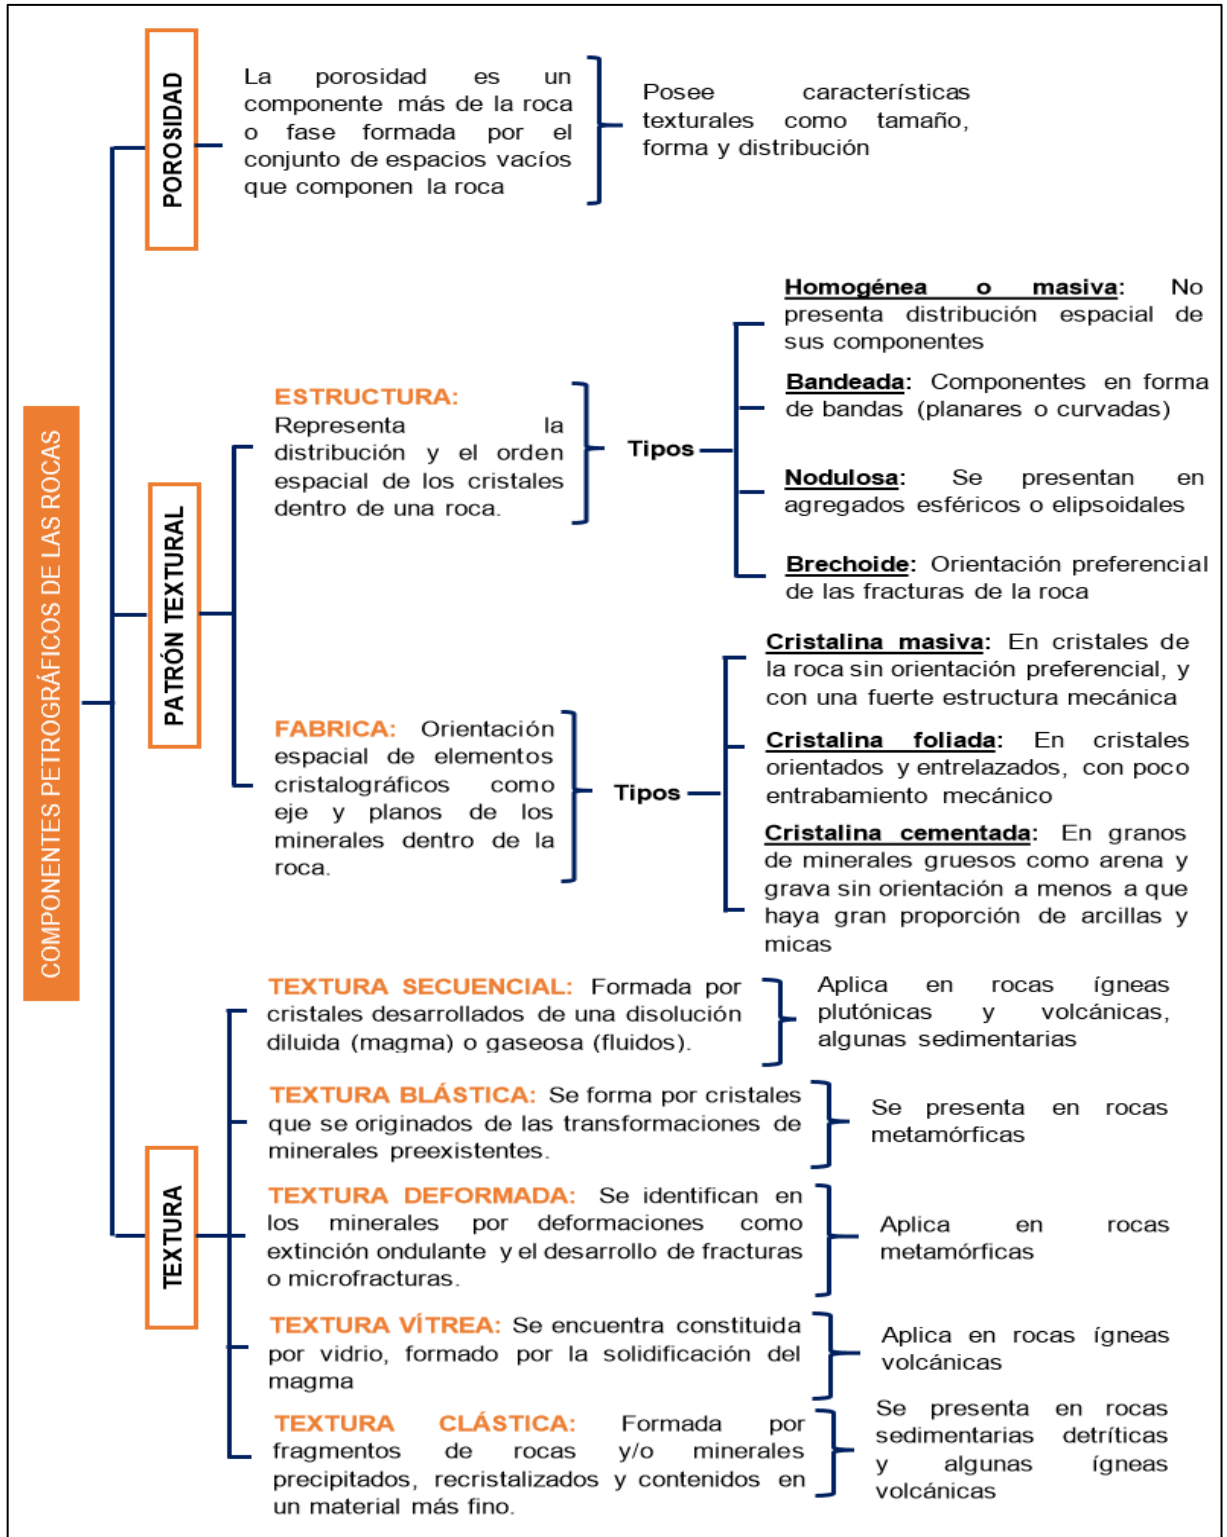 COMPONENTES PETROGRÁFICOS DE LAS ROCAS
POROSIDAD
La porosidad es un
componente más de la roca
o fase formada por el
conjunto de espacios vacíos
que componen la roca
Posee características
texturales como tamaño,
forma y distribución
PATRÓN TEXTURAL
ESTRUCTURA:
Representa la
distribución y el orden
espacial de los cristales
dentro de una roca.
Tipos
Homogénea o masiva: No
presenta distribución espacial de
sus componentes
Bandeada: Componentes en forma
de bandas (planares o curvadas)
Nodulosa: Se presentan en
agregados esféricos o elipsoidales
Brechoide: Orientación preferencial
de las fracturas de la roca
FABRICA: Orientación
espacial de elementos
cristalográficos como
eje y planos de los
minerales dentro de la
roca.
Tipos
Cristalina masiva: En cristales de
la roca sin orientación preferencial, y
con una fuerte estructura mecánica
Cristalina foliada: En cristales
orientados y entrelazados, con poco
entrabamiento mecánico
Cristalina cementada: En granos
de minerales gruesos como arena y
grava sin orientación a menos a que
haya gran proporción de arcillas y
micas
TEXTURA
TEXTURA SECUENCIAL: Formada por
cristales desarrollados de una disolución
diluida (magma) o gaseosa (fluidos).
Aplica en rocas ígneas
plutónicas y volcánicas,
algunas sedimentarias
TEXTURA BLÁSTICA: Se forma por cristales
que se originados de las transformaciones de
minerales preexistentes.
Se presenta en rocas
metamórficas
TEXTURA DEFORMADA: Se identifican en
los minerales por deformaciones como
extinción ondulante y el desarrollo de fracturas
o microfracturas.
Aplica en rocas
metamórficas
TEXTURA VÍTREA: Se encuentra constituida
por vidrio, formado por la solidificación del
magma
Aplica en rocas ígneas
volcánicas
TEXTURA CLÁSTICA: Formada por
fragmentos de rocas y/o minerales
precipitados, recristalizados y contenidos en
un material más fino.
Se presenta en rocas
sedimentarias detríticas
y algunas ígneas
volcánicas